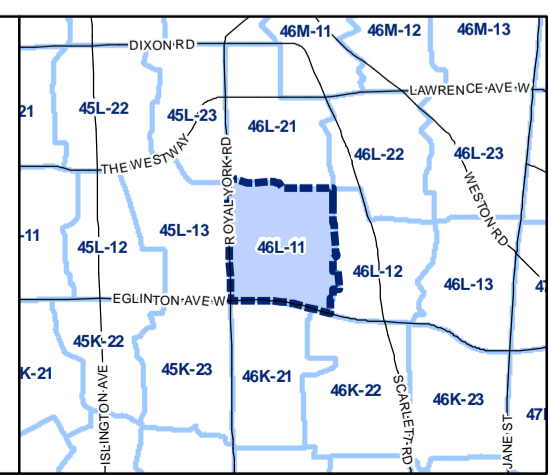 46M-11
46M-12
46M-13
DIXON RD
LAWRENCE AVE W
21
45L-22
45L-23
46L-21
46L-22
46L-23
THE WESTWAY
ROYAL YORK RD
WESTON RD
-11
45L-12
45L-13
46L-11
46L-12
46L-13
47
EGLINTON AVE W
45K-22
K-21
45K-23
46K-21
46K-22
46K-23
47
ISLINGTON AVE
SCARLETT RD
JANE ST